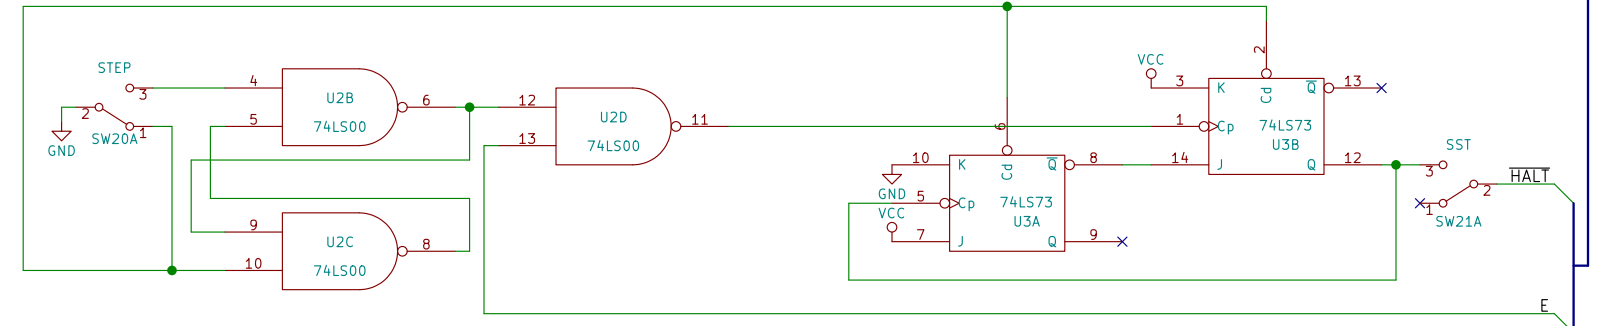 STEP
3
2
1
SW20A
GND
4
5
6
U2B
74LS00
9
10
8
U2C
74LS00
12
13
11
U2D
74LS00
VCC
3
1
14
2
K
Cp
J
Cd
Q
Q
74LS73
U3B
13
12
10
GND
5
VCC
7
6
K
Cp
J
Cd
Q
Q
74LS73
U3A
8
9
SST
3
2
1
SW21A
HALT
E